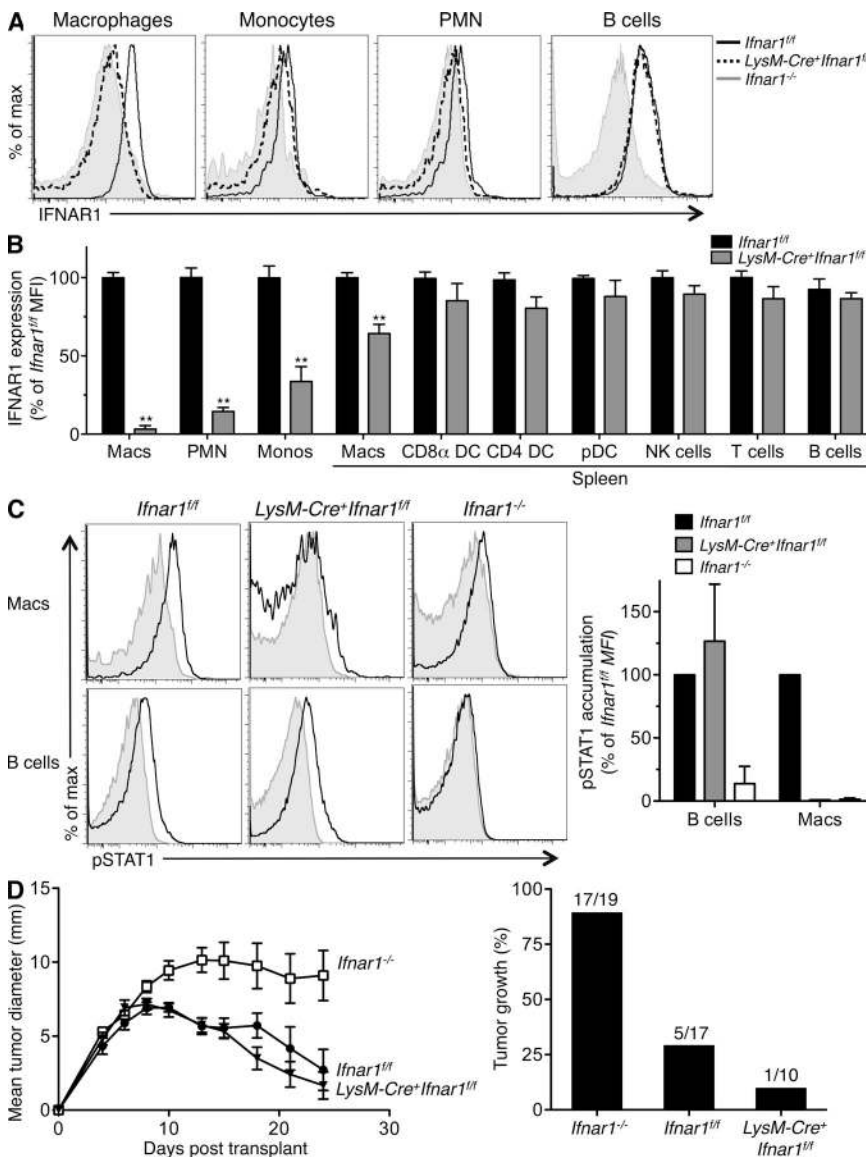 A
Macrophages
Monocytes
PMN
B cells
Ifnar1f/f
LysM-Cre+Ifnar1f/f
Ifnar1-/-
% of max
IFNAR1
B
Ifnar1f/f
LysM-Cre+Ifnar1f/f
IFNAR1 expression
(% of Ifnar1f/f MFI)
100
50
0
**
**
**
**
Macs
PMN
Monos
Macs
CD8α DC
CD4 DC
pDC
NK cells
T cells
B cells
Spleen
C
Ifnar1f/f
LysM-Cre+Ifnar1f/f
Ifnar1-/-
Macs
B cells
% of max
pSTAT1
Ifnar1f/f
LysM-Cre+Ifnar1f/f
Ifnar1-/-
pSTAT1 accumulation
(% of Ifnar1f/f MFI)
150
100
50
0
B cells
Macs
D
Mean tumor diameter (mm)
15
10
5
0
0
10
20
30
Days post transplant
Ifnar1-/-
Ifnar1f/f
LysM-Cre+Ifnar1f/f
Tumor growth (%)
100
75
50
25
0
17/19
5/17
1/10
Ifnar1-/-
Ifnar1f/f
LysM-Cre+
Ifnar1f/f